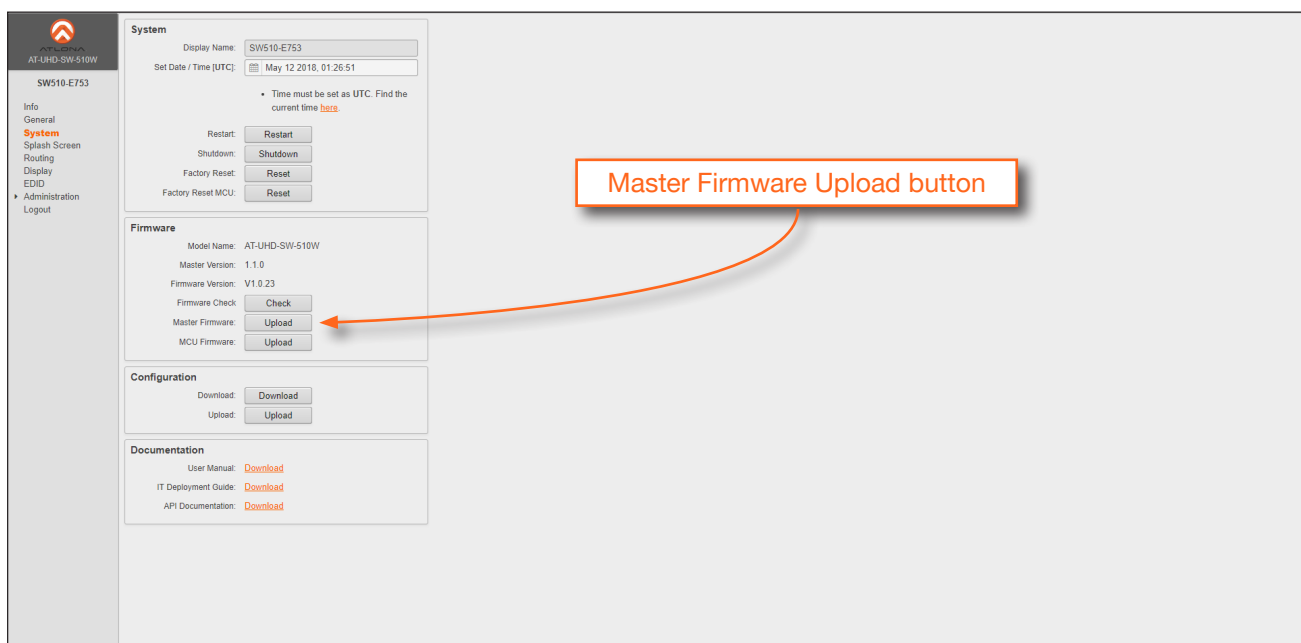 ATLONA
AT-UHD-SW-510W
SW510-E753
Info
General
System
Splash Screen
Routing
Display
EDID
Administration
Logout
System
Display Name: SW510-E753
Set Date / Time [UTC]: May 12 2018, 01:26:51
• Time must be set as UTC. Find the
current time here.
Restart: Restart
Shutdown: Shutdown
Factory Reset: Reset
Factory Reset MCU: Reset
Master Firmware Upload button
Firmware
Model Name: AT-UHD-SW-510W
Master Version: 1.1.0
Firmware Version: V1.0.23
Firmware Check Check
Master Firmware: Upload
MCU Firmware: Upload
Configuration
Download: Download
Upload: Upload
Documentation
User Manual: Download
IT Deployment Guide: Download
API Documentation: Download